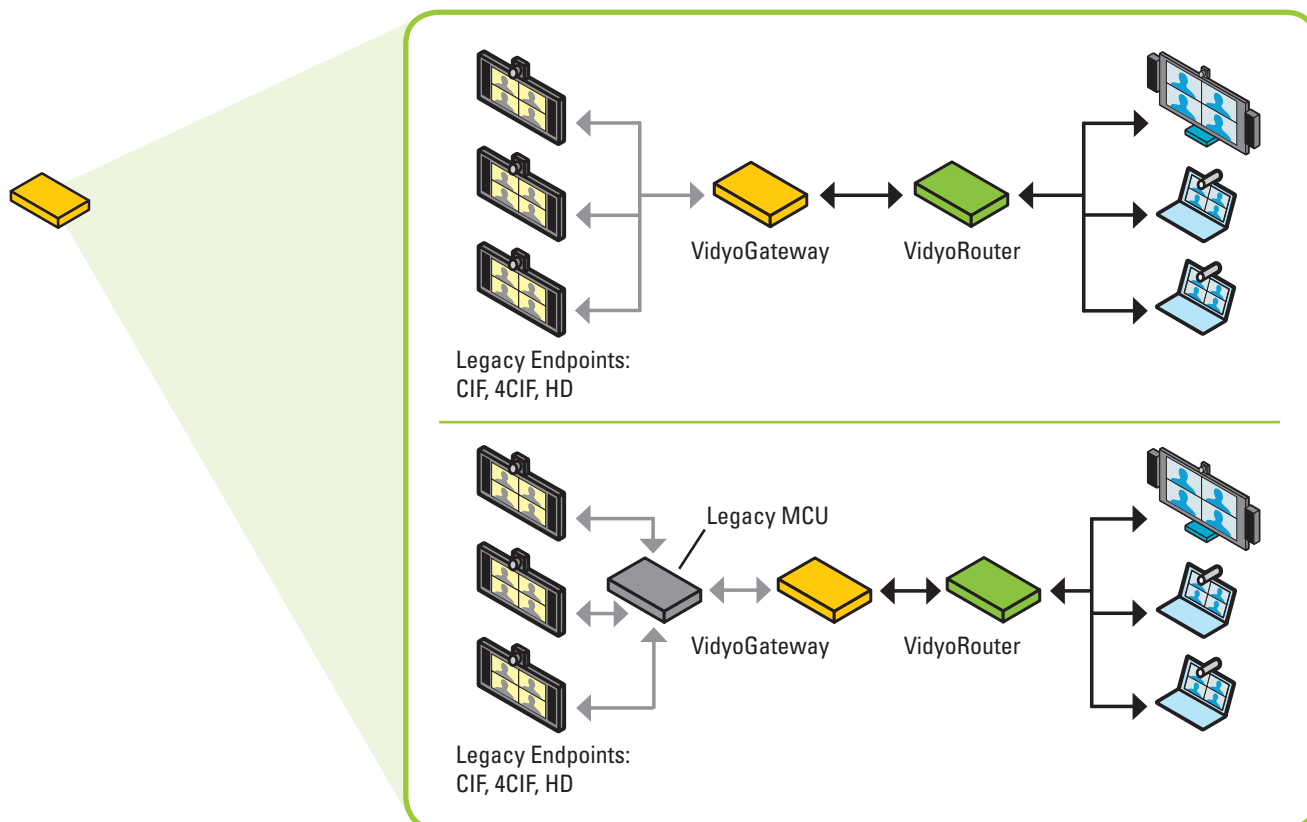 VidyoGateway
VidyoRouter
Legacy Endpoints:
CIF, 4CIF, HD
Legacy MCU
VidyoGateway
VidyoRouter
Legacy Endpoints:
CIF, 4CIF, HD